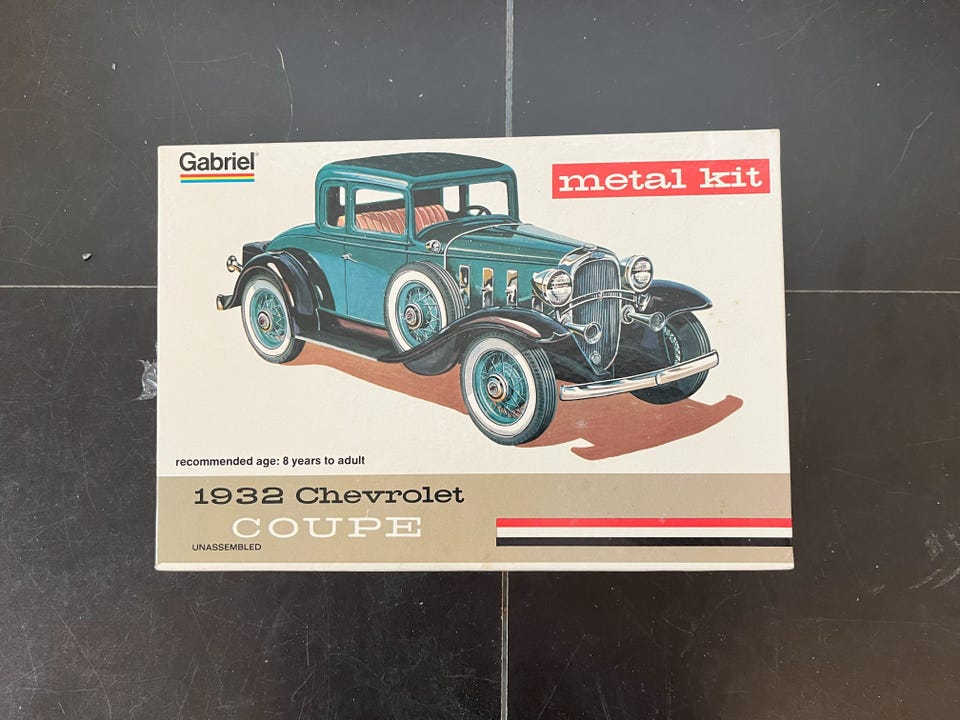 Gabriel®
metal kit
recommended age: 8 years to adult
1932 Chevrolet
COUPE
UNASSEMBLED